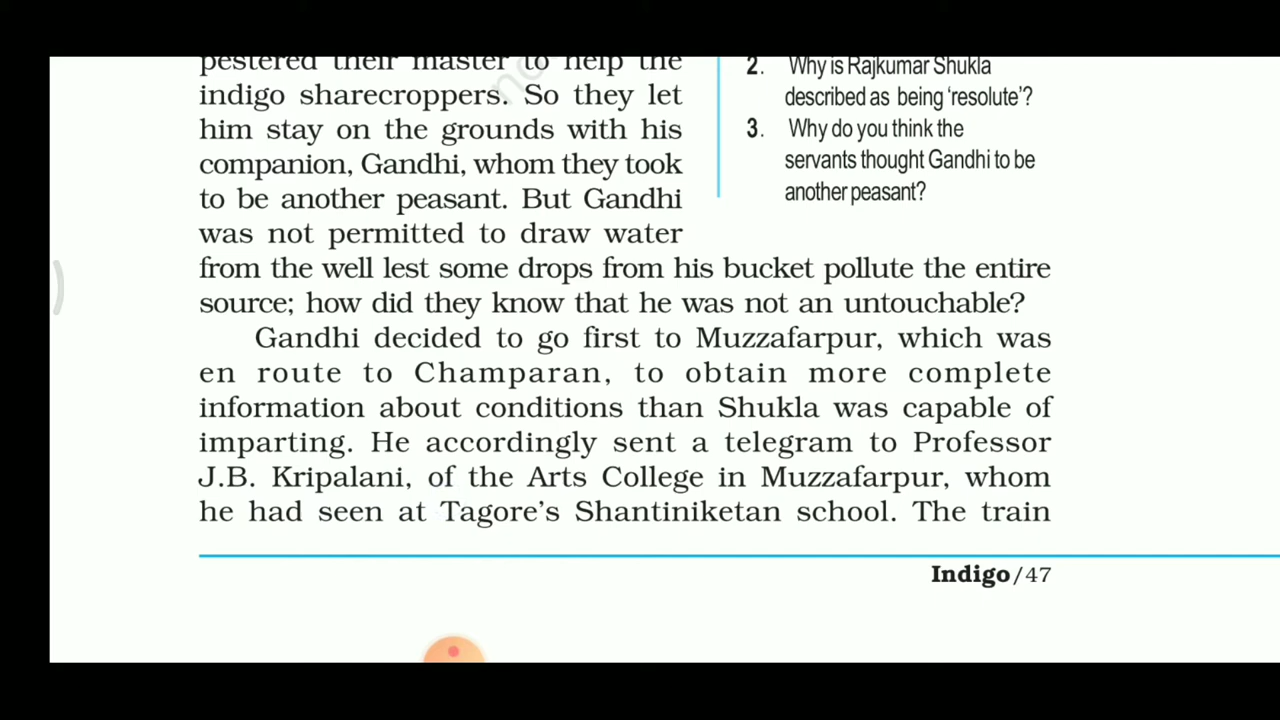 pestered their master to help the
indigo sharecroppers. So they let
him stay on the grounds with his
companion, Gandhi, whom they took
to be another peasant. But Gandhi
was not permitted to draw water
from the well lest some drops from his bucket pollute the entire
source; how did they know that he was not an untouchable?
Gandhi decided to go first to Muzzafarpur, which was
en route to Champaran, to obtain more complete
information about conditions than Shukla was capable of
imparting. He accordingly sent a telegram to Professor
J.B. Kripalani, of the Arts College in Muzzafarpur, whom
he had seen at Tagore's Shantiniketan school. The train
2. Why is Rajkumar Shukla
described as being ‘resolute’?
3. Why do you think the
servants thought Gandhi to be
another peasant?
Indigo/47